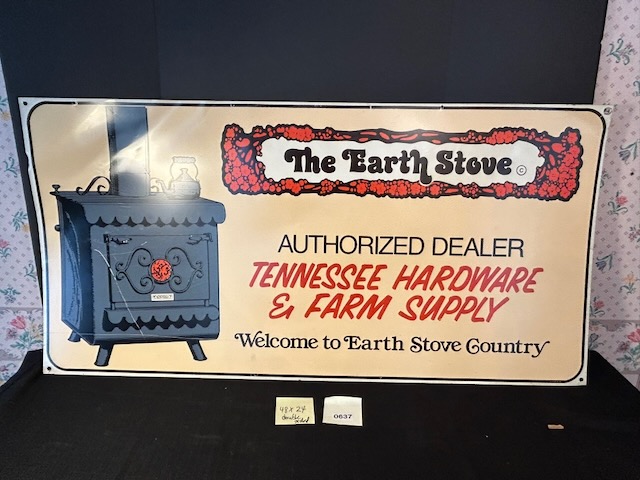 The Earth Stove ©
AUTHORIZED DEALER
TENNESSEE HARDWARE
& FARM SUPPLY
Welcome to Earth Stove Country
48 x 24
double
sided
0637